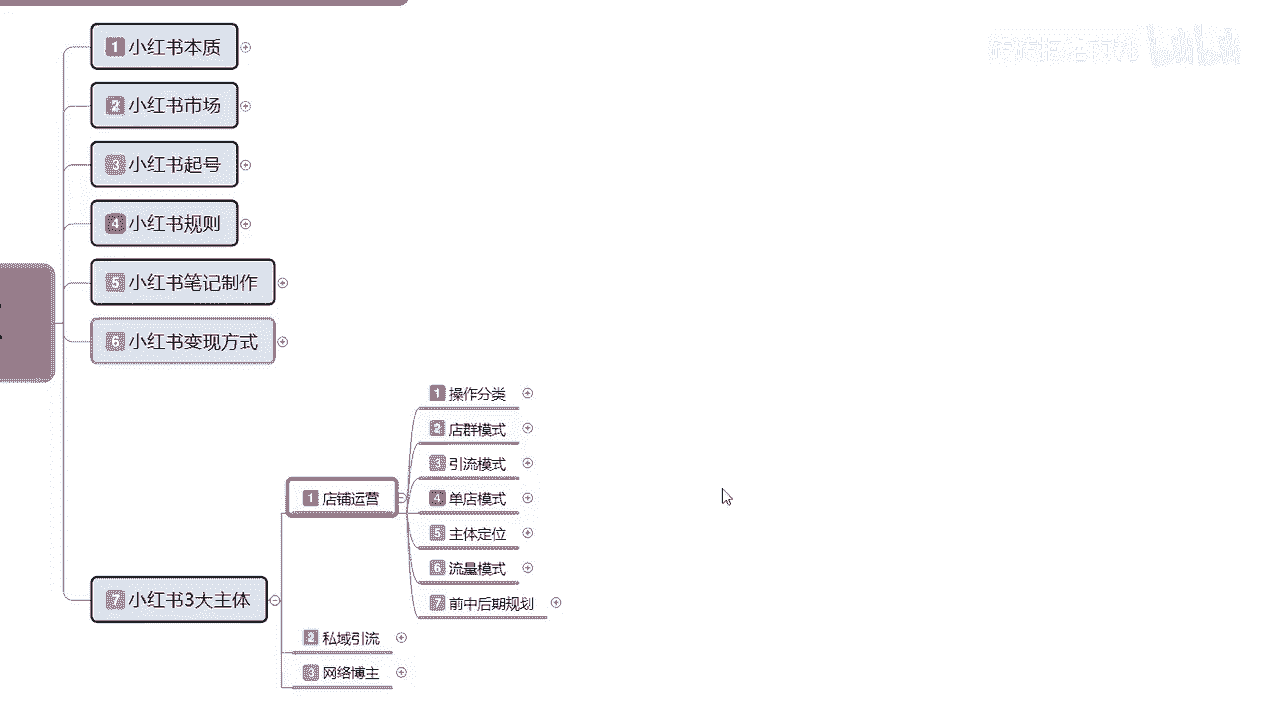 1 小红书本质
2 小红书市场
3 小红书起号
4 小红书规则
5 小红书笔记制作
6 小红书变现方式
7 小红书3大主体
1 店铺运营
1 操作分类
2 店群模式
3 引流模式
4 单店模式
5 主体定位
6 流量模式
7 前中后期规划
2 私域引流
3 网络博主
bilibili